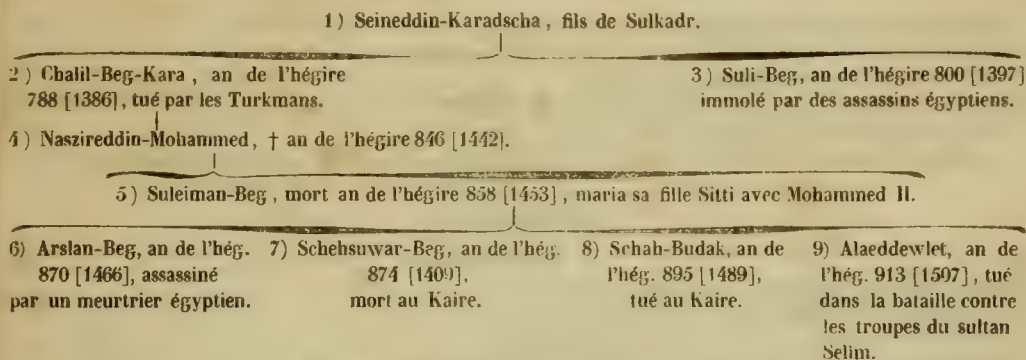 1) Seineddin-Karadscha, fils de Sulkadr.
2) Chalil-Beg-Kara, an de l'hégire
788 [1386], tué par les Turkmans.
3) Suli-Beg, an de l'hégire 800 [1397]
immolé par des assassins égyptiens.
4) Naszireddin-Mohammed, † an de l'hégire 846 [1442].
5) Suleiman-Beg, mort an de l'hégire 858 [1453], maria sa fille Sitti avec Mohammed II.
6) Arslan-Beg, an de l'hég.
870 [1466], assassiné
par un meurtrier égyptien.
7) Schehsuwar-Beg, an de l'hég.
874 [1409],
mort au Kaire.
8) Schah-Budak, an de
l'hég. 895 [1489],
tué au Kaire.
9) Alaeddewlet, an de
l'hég. 913 [1507], tué
dans la bataille contre
les troupes du sultan
Selim.